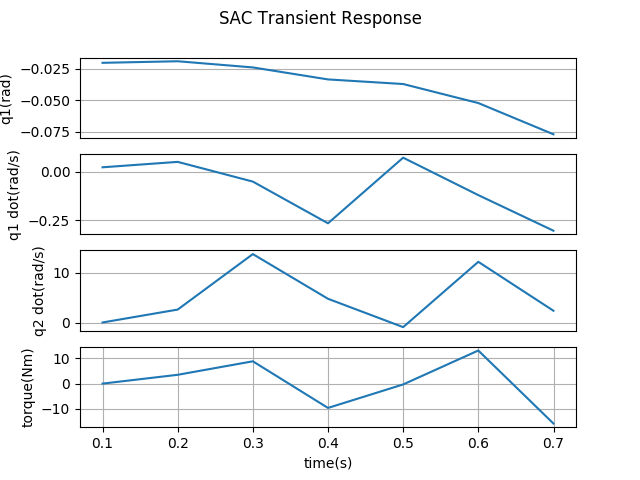 SAC Transient Response
−0.025
−0.050
−0.075
q1(rad)
0.00
−0.25
q1 dot(rad/s)
10
0
q2 dot(rad/s)
10
0
−10
torque(Nm)
0.1 0.2 0.3 0.4 0.5 0.6 0.7
time(s)